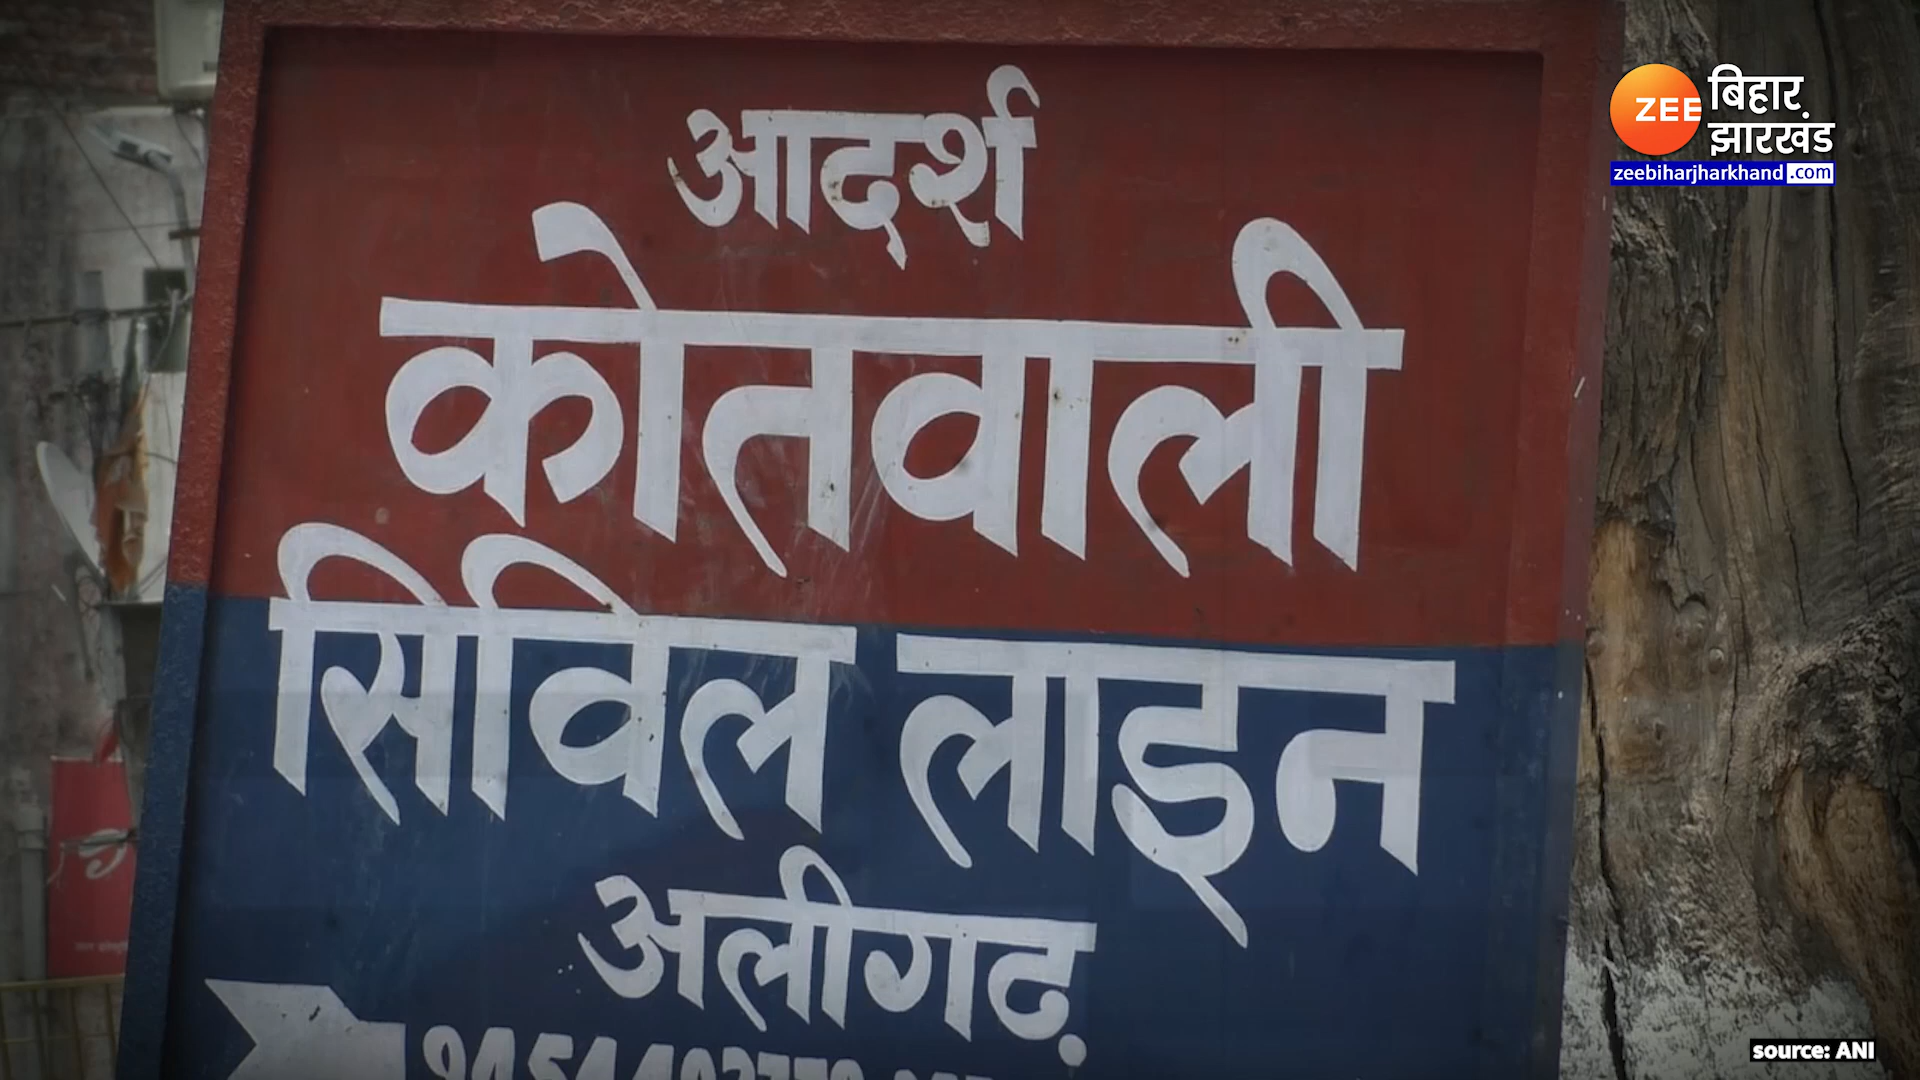 आदर्श
कोतवाली
सिविल लाइन
अलीगढ़
ZEE बिहार
झारखंड
zeebiharjharkhand.com
source: ANI